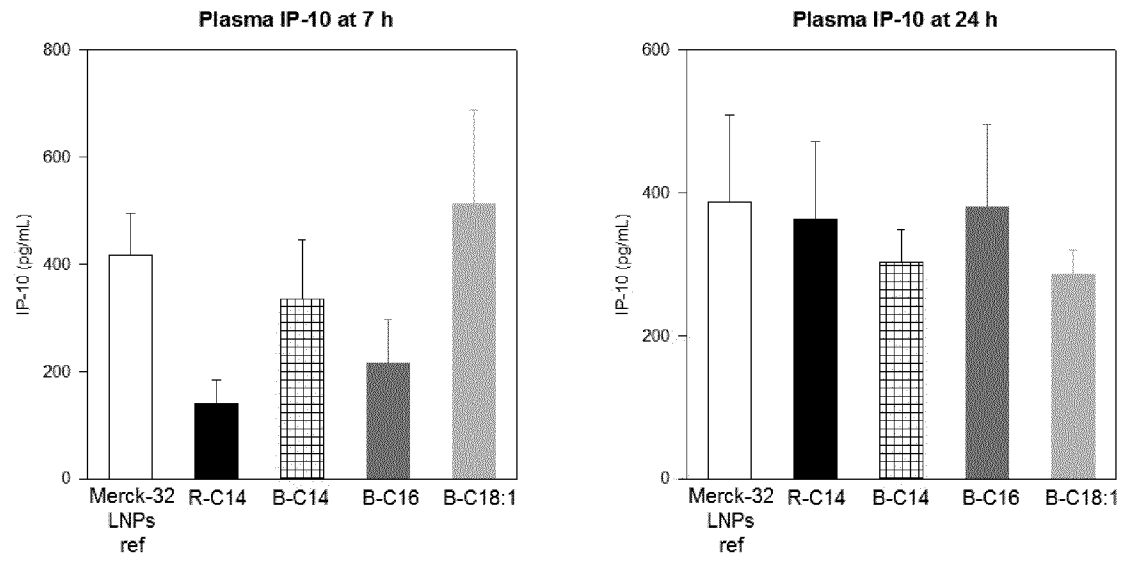 Plasma IP-10 at 7 h
800
600
400
200
0
IP-10 (pg/mL)
Merck-32
LNPs
ref
R-C14
B-C14
B-C16
B-C18:1
Plasma IP-10 at 24 h
600
400
200
0
IP-10 (pg/mL)
Merck-32
LNPs
ref
R-C14
B-C14
B-C16
B-C18:1